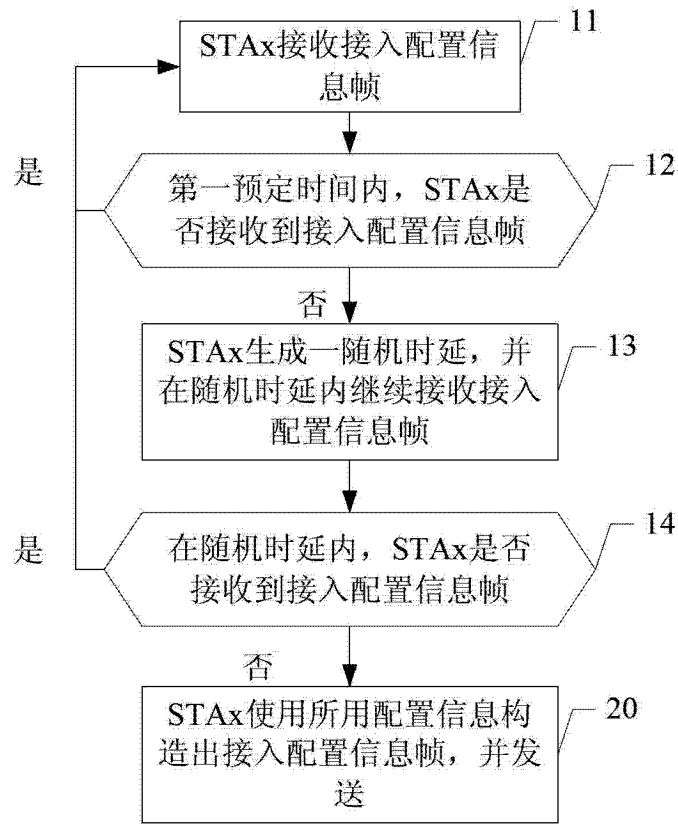 STAx接收接入配置信
息帧
11
是
第一预定时间内，STAx是
否接收到接入配置信息帧
12
否
STAx生成一随机时延，并
在随机时延内继续接收接入
配置信息帧
13
是
在随机时延内，STAx是否
接收到接入配置信息帧
14
否
STAx使用所用配置信息构
造出接入配置信息帧，并发
送
20